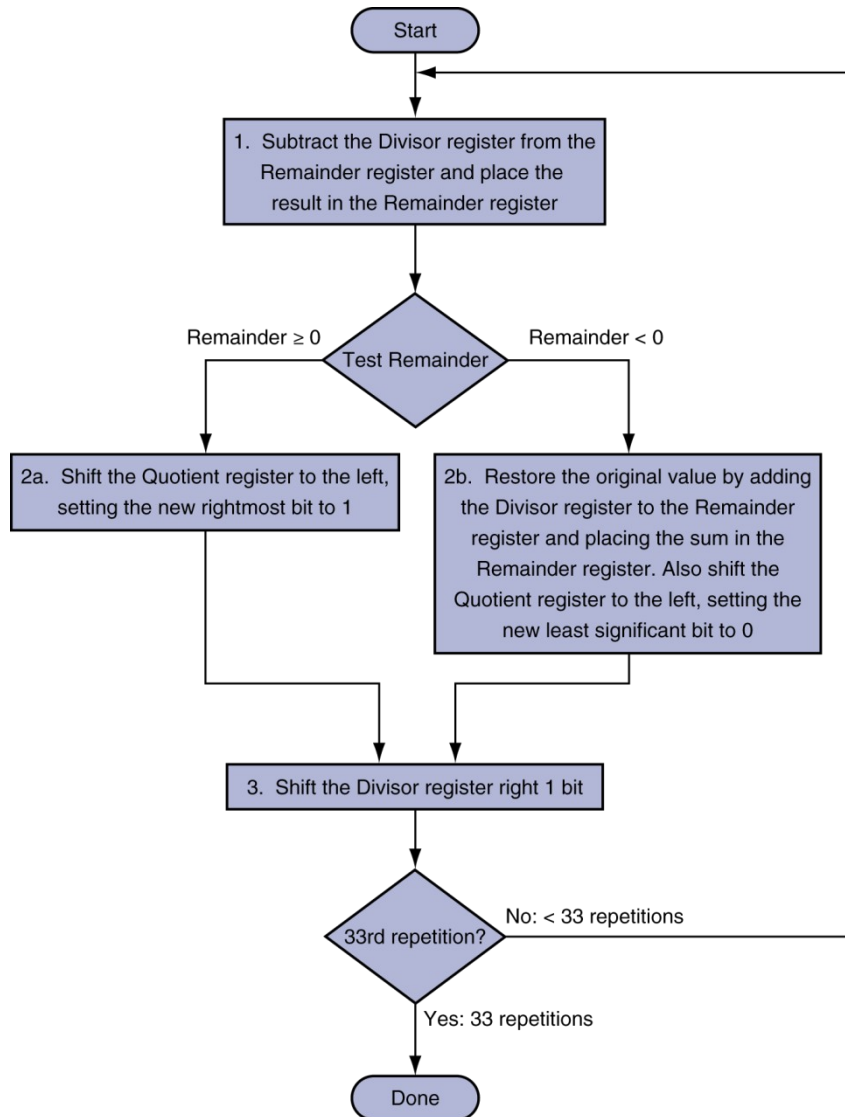 Start
1. Subtract the Divisor register from the
Remainder register and place the
result in the Remainder register
Remainder ≥ 0
Remainder < 0
Test Remainder
2a. Shift the Quotient register to the left,
setting the new rightmost bit to 1
2b. Restore the original value by adding
the Divisor register to the Remainder
register and placing the sum in the
Remainder register. Also shift the
Quotient register to the left, setting the
new least significant bit to 0
3. Shift the Divisor register right 1 bit
33rd repetition?
No: < 33 repetitions
Yes: 33 repetitions
Done